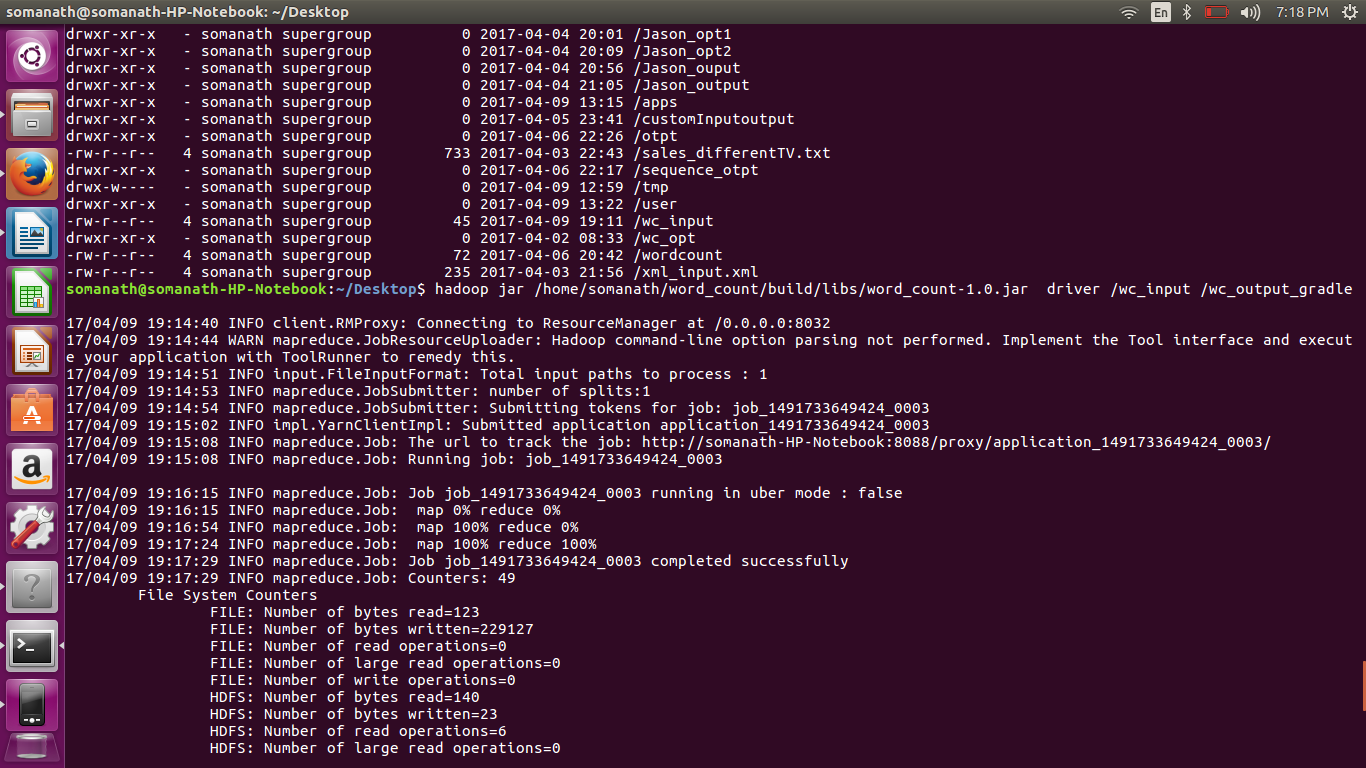 somanath@somanath-HP-Notebook: ~/Desktop
En
7:18 PM
drwxr-xr-x   - somanath supergroup          0 2017-04-04 20:01 /Jason_opt1
drwxr-xr-x   - somanath supergroup          0 2017-04-04 20:09 /Jason_opt2
drwxr-xr-x   - somanath supergroup          0 2017-04-04 20:56 /Jason_ouput
drwxr-xr-x   - somanath supergroup          0 2017-04-04 21:05 /Jason_output
drwxr-xr-x   - somanath supergroup          0 2017-04-09 13:15 /apps
drwxr-xr-x   - somanath supergroup          0 2017-04-05 23:41 /customInputoutput
drwxr-xr-x   - somanath supergroup          0 2017-04-06 22:26 /otpt
-rw-r--r--   4 somanath supergroup        733 2017-04-03 22:43 /sales_differentTV.txt
drwxr-xr-x   - somanath supergroup          0 2017-04-06 22:17 /sequence_otpt
drwx-w----   - somanath supergroup          0 2017-04-09 12:59 /tmp
drwxr-xr-x   - somanath supergroup          0 2017-04-09 13:22 /user
-rw-r--r--   4 somanath supergroup         45 2017-04-09 19:11 /wc_input
drwxr-xr-x   - somanath supergroup          0 2017-04-02 08:33 /wc_opt
-rw-r--r--   4 somanath supergroup         72 2017-04-06 20:42 /wordcount
-rw-r--r--   4 somanath supergroup        235 2017-04-03 21:56 /xml_input.xml
somanath@somanath-HP-Notebook:~/Desktop$ hadoop jar /home/somanath/word_count/build/libs/word_count-1.0.jar  driver /wc_input /wc_output_gradle
17/04/09 19:14:40 INFO client.RMProxy: Connecting to ResourceManager at /0.0.0.0:8032
17/04/09 19:14:44 WARN mapreduce.JobResourceUploader: Hadoop command-line option parsing not performed. Implement the Tool interface and execut
e your application with ToolRunner to remedy this.
17/04/09 19:14:51 INFO input.FileInputFormat: Total input paths to process : 1
17/04/09 19:14:53 INFO mapreduce.JobSubmitter: number of splits:1
17/04/09 19:14:54 INFO mapreduce.JobSubmitter: Submitting tokens for job: job_1491733649424_0003
17/04/09 19:15:02 INFO impl.YarnClientImpl: Submitted application application_1491733649424_0003
17/04/09 19:15:08 INFO mapreduce.Job: The url to track the job: http://somanath-HP-Notebook:8088/proxy/application_1491733649424_0003/
17/04/09 19:15:08 INFO mapreduce.Job: Running job: job_1491733649424_0003
17/04/09 19:16:15 INFO mapreduce.Job: Job job_1491733649424_0003 running in uber mode : false
17/04/09 19:16:15 INFO mapreduce.Job:  map 0% reduce 0%
17/04/09 19:16:54 INFO mapreduce.Job:  map 100% reduce 0%
17/04/09 19:17:24 INFO mapreduce.Job:  map 100% reduce 100%
17/04/09 19:17:29 INFO mapreduce.Job: Job job_1491733649424_0003 completed successfully
17/04/09 19:17:29 INFO mapreduce.Job: Counters: 49
File System Counters
FILE: Number of bytes read=123
FILE: Number of bytes written=229127
FILE: Number of read operations=0
FILE: Number of large read operations=0
FILE: Number of write operations=0
HDFS: Number of bytes read=140
HDFS: Number of bytes written=23
HDFS: Number of read operations=6
HDFS: Number of large read operations=0